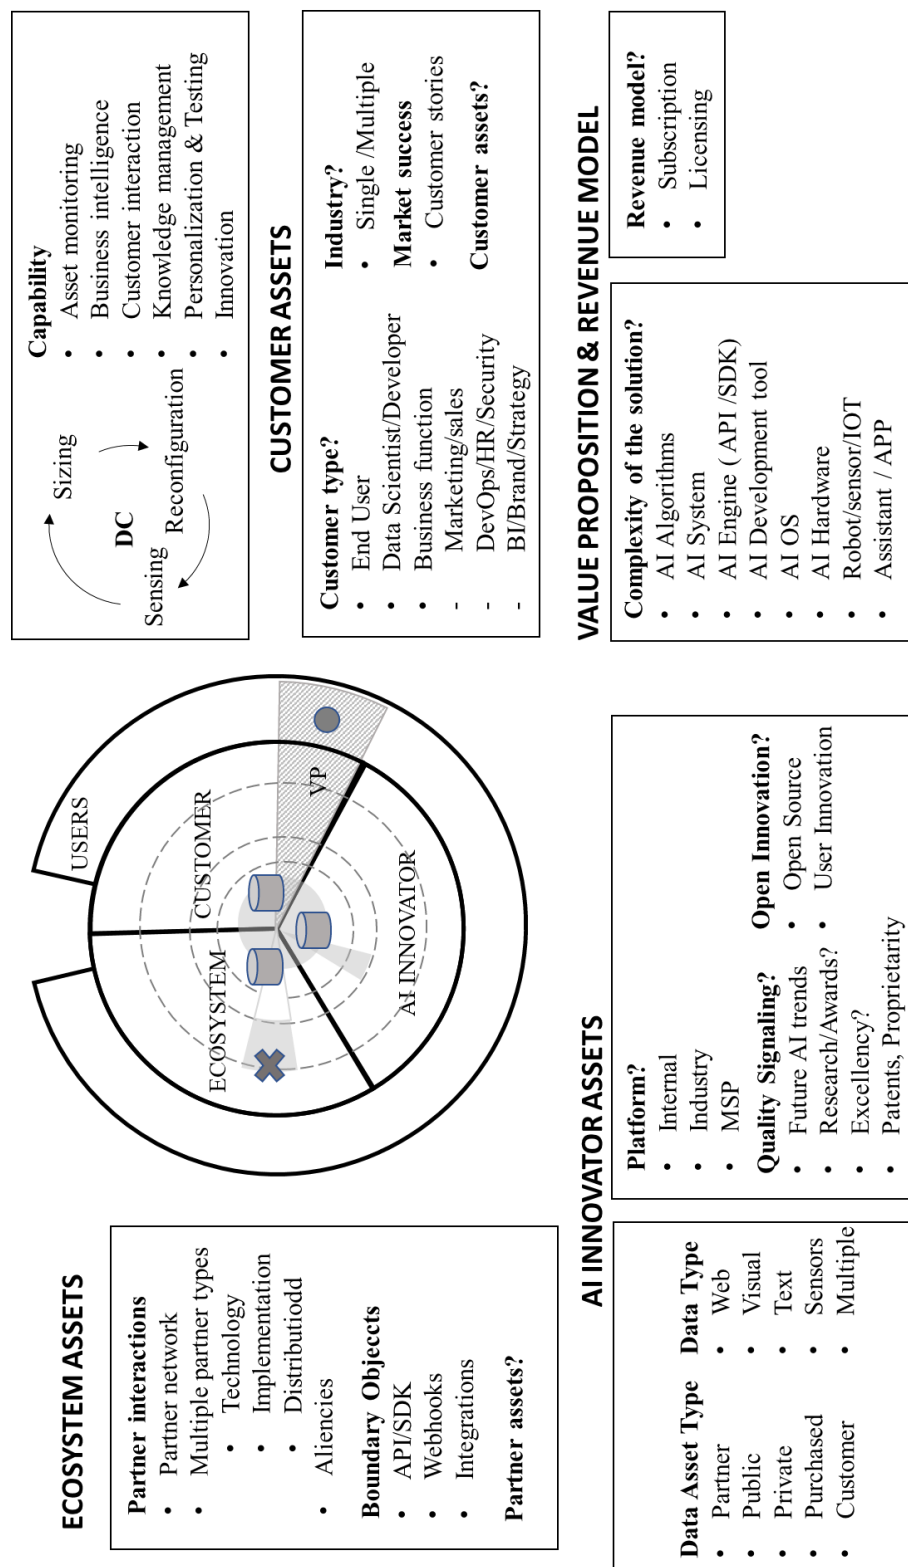 ECOSYSTEM ASSETS
Partner interactions
• Partner network
• Multiple partner types
• Technology
• Implementation
• Distributiodd
• Aliencies
Boundary Objeccts
• API/SDK
• Webhooks
• Integrations
Partner assets?
USERS
ECOSYSTEM
CUSTOMER
VP
AI INNOVATOR
Sizing
DC
Sensing
Reconfiguration
Capability
• Asset monitoring
• Business intelligence
• Customer interaction
• Knowledge management
• Personalization & Testing
• Innovation
CUSTOMER ASSETS
Customer type?
• End User
• Data Scientist/Developer
• Business function
- Marketing/sales
- DevOps/HR/Security
- BI/Brand/Strategy
Industry?
• Single /Multiple
Market success
• Customer stories
Customer assets?
AI INNOVATOR ASSETS
Data Asset Type
• Partner
• Public
• Private
• Purchased
• Customer
Data Type
• Web
• Visual
• Text
• Sensors
• Multiple
Platform?
• Internal
• Industry
• MSP
Quality Signaling?
• Future AI trends
• Research/Awards?
• Excellency?
• Patents, Proprietarity
Open Innovation?
• Open Source
• User Innovation
VALUE PROPOSITION & REVENUE MODEL
Complexity of the solution?
• AI Algorithms
• AI System
• AI Engine ( API /SDK)
• AI Development tool
• AI OS
• AI Hardware
• Robot/sensor/IOT
• Assistant / APP
Revenue model?
• Subscription
• Licensing